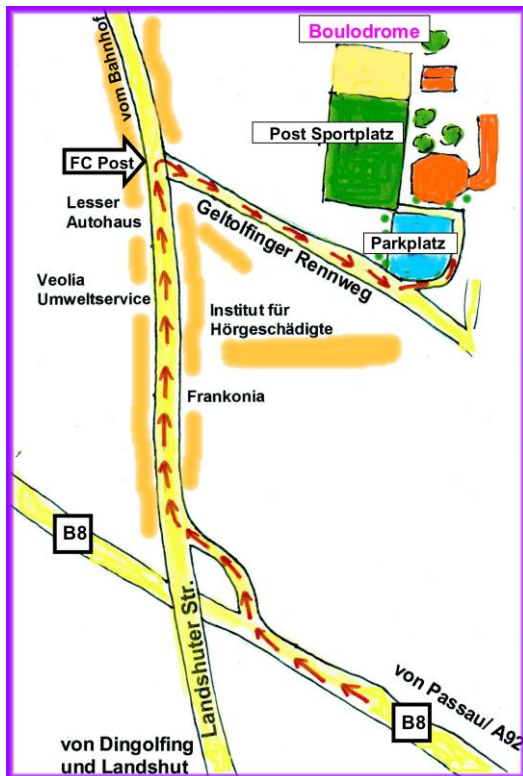 Boulodrome
vom Bahnhof
Post Sportplatz
FC Post
Lesser
Autohaus
Geltolfinger Rennweg
Parkplatz
Veolia
Umweltservice
Institut für
Hörgeschädigte
Frankonia
B8
Landshuter Str.
von Passau/ A92
B8
von Dingolfing
und Landshut